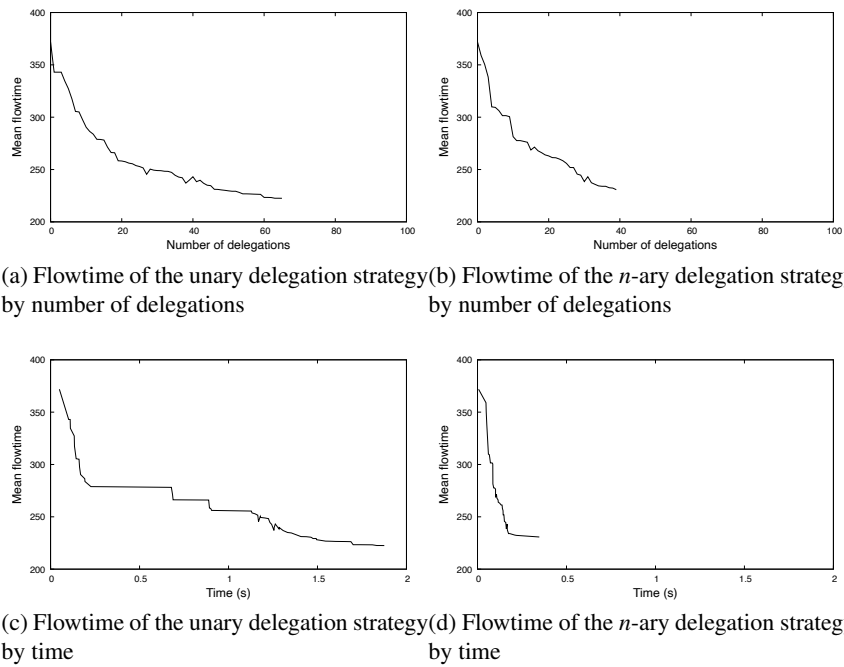 400
350
300
250
200
Mean flowtime
0 20 40 60 80 100
Number of delegations
400
350
300
250
200
Mean flowtime
0 20 40 60 80 100
Number of delegations
(a) Flowtime of the unary delegation strategy
by number of delegations
(b) Flowtime of the n-ary delegation strateg
by number of delegations
400
350
300
250
200
Mean flowtime
0 0.5 1 1.5 2
Time (s)
400
350
300
250
200
Mean flowtime
0 0.5 1 1.5 2
Time (s)
(c) Flowtime of the unary delegation strategy
by time
(d) Flowtime of the n-ary delegation strateg
by time